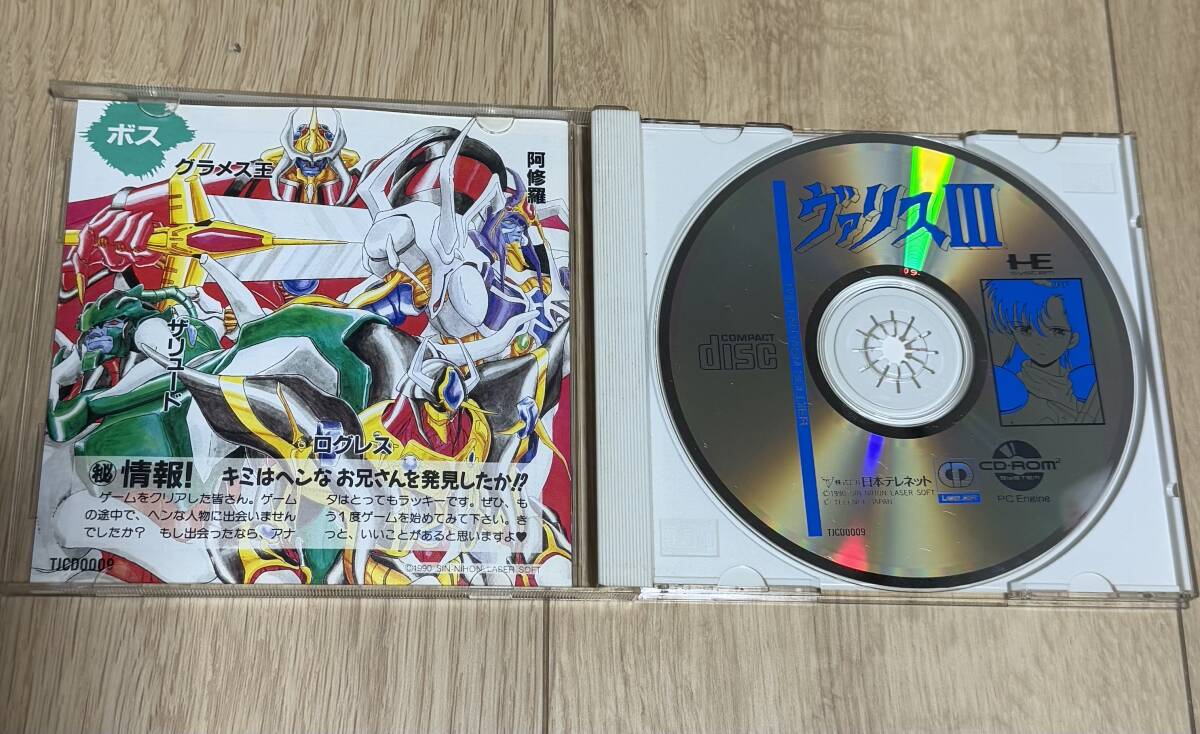 ボス
グラメス王
阿修羅
ザリュード
ログレス
㊙情報! キミはヘンなお兄さんを発見したか!?
ゲームをクリアした皆さん。ゲーム
の途中で、ヘンな人物に出会いません
でしたか? もし出会ったなら、アナ
タはとってもラッキーです。ぜひ、も
う1度ゲームを始めてみて下さい。き
っと、いいことがあると思いますよ♥
TJCD0009
©1990 SIN-NIHON LASER SOFT
ヴァリスIII
HE
SYSTEM
COMPACT
disc
CD-ROM²
SYSTEM
PC Engine
株式会社 日本テレネット
©1990 SIN-NIHON LASER SOFT
© TELENET JAPAN
TJCD0009